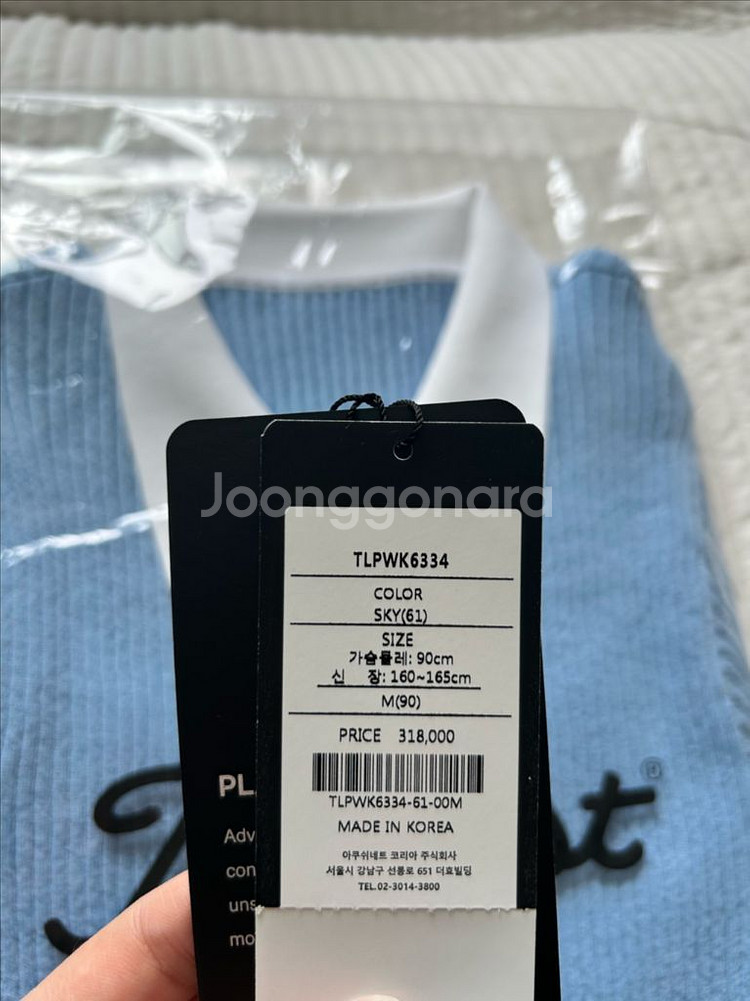 Joonggonara
TLPWK6334
COLOR
SKY(61)
SIZE
가슴둘레: 90cm
신 장: 160~165cm
M(90)
PRICE 318,000
TLPWK6334-61-00M
MADE IN KOREA
아쿠쉬네트 코리아 주식회사
서울시 강남구 선릉로 651 더효빌딩
TEL.02-3014-3800
PL
Adv
con
uns
mo
T st
®